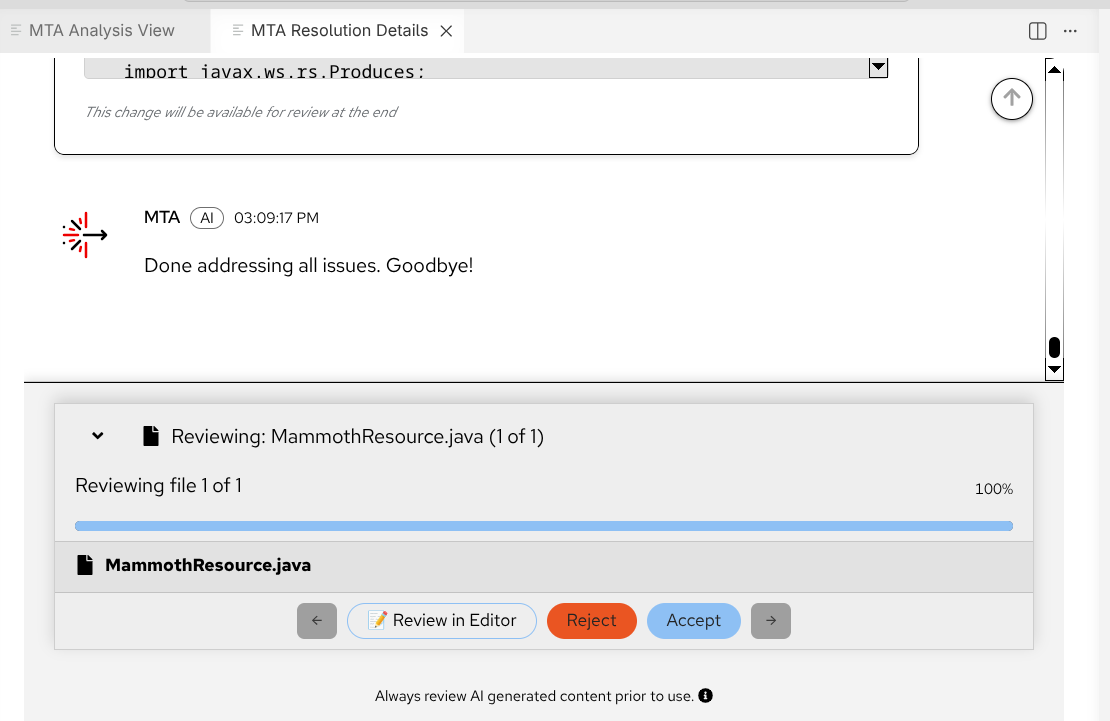 MTA Analysis View
MTA Resolution Details
import javax.ws.rs.Produces;
This change will be available for review at the end
MTA AI 03:09:17 PM
Done addressing all issues. Goodbye!
Reviewing: MammothResource.java (1 of 1)
Reviewing file 1 of 1
100%
MammothResource.java
Review in Editor
Reject
Accept
Always review AI generated content prior to use.